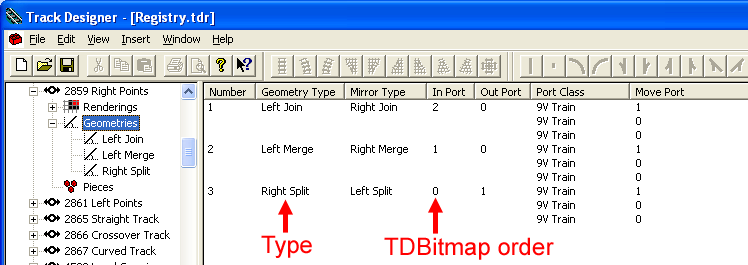 Track Designer - [Registry.tdr]
File Edit View Insert Window Help
2859 Right Points
Renderings
Geometries
Left Join
Left Merge
Right Split
Pieces
2861 Left Points
2865 Straight Track
2866 Crossover Track
2867 Curved Track
Number Geometry Type Mirror Type In Port Out Port Port Class Move Port
1 Left Join Right Join 2 0 9V Train 1
9V Train 0
9V Train 0
2 Left Merge Right Merge 1 0 9V Train 1
9V Train 0
9V Train 0
3 Right Split Left Split 0 1 9V Train 1
9V Train 0
9V Train 0
Type
TDBitmap order